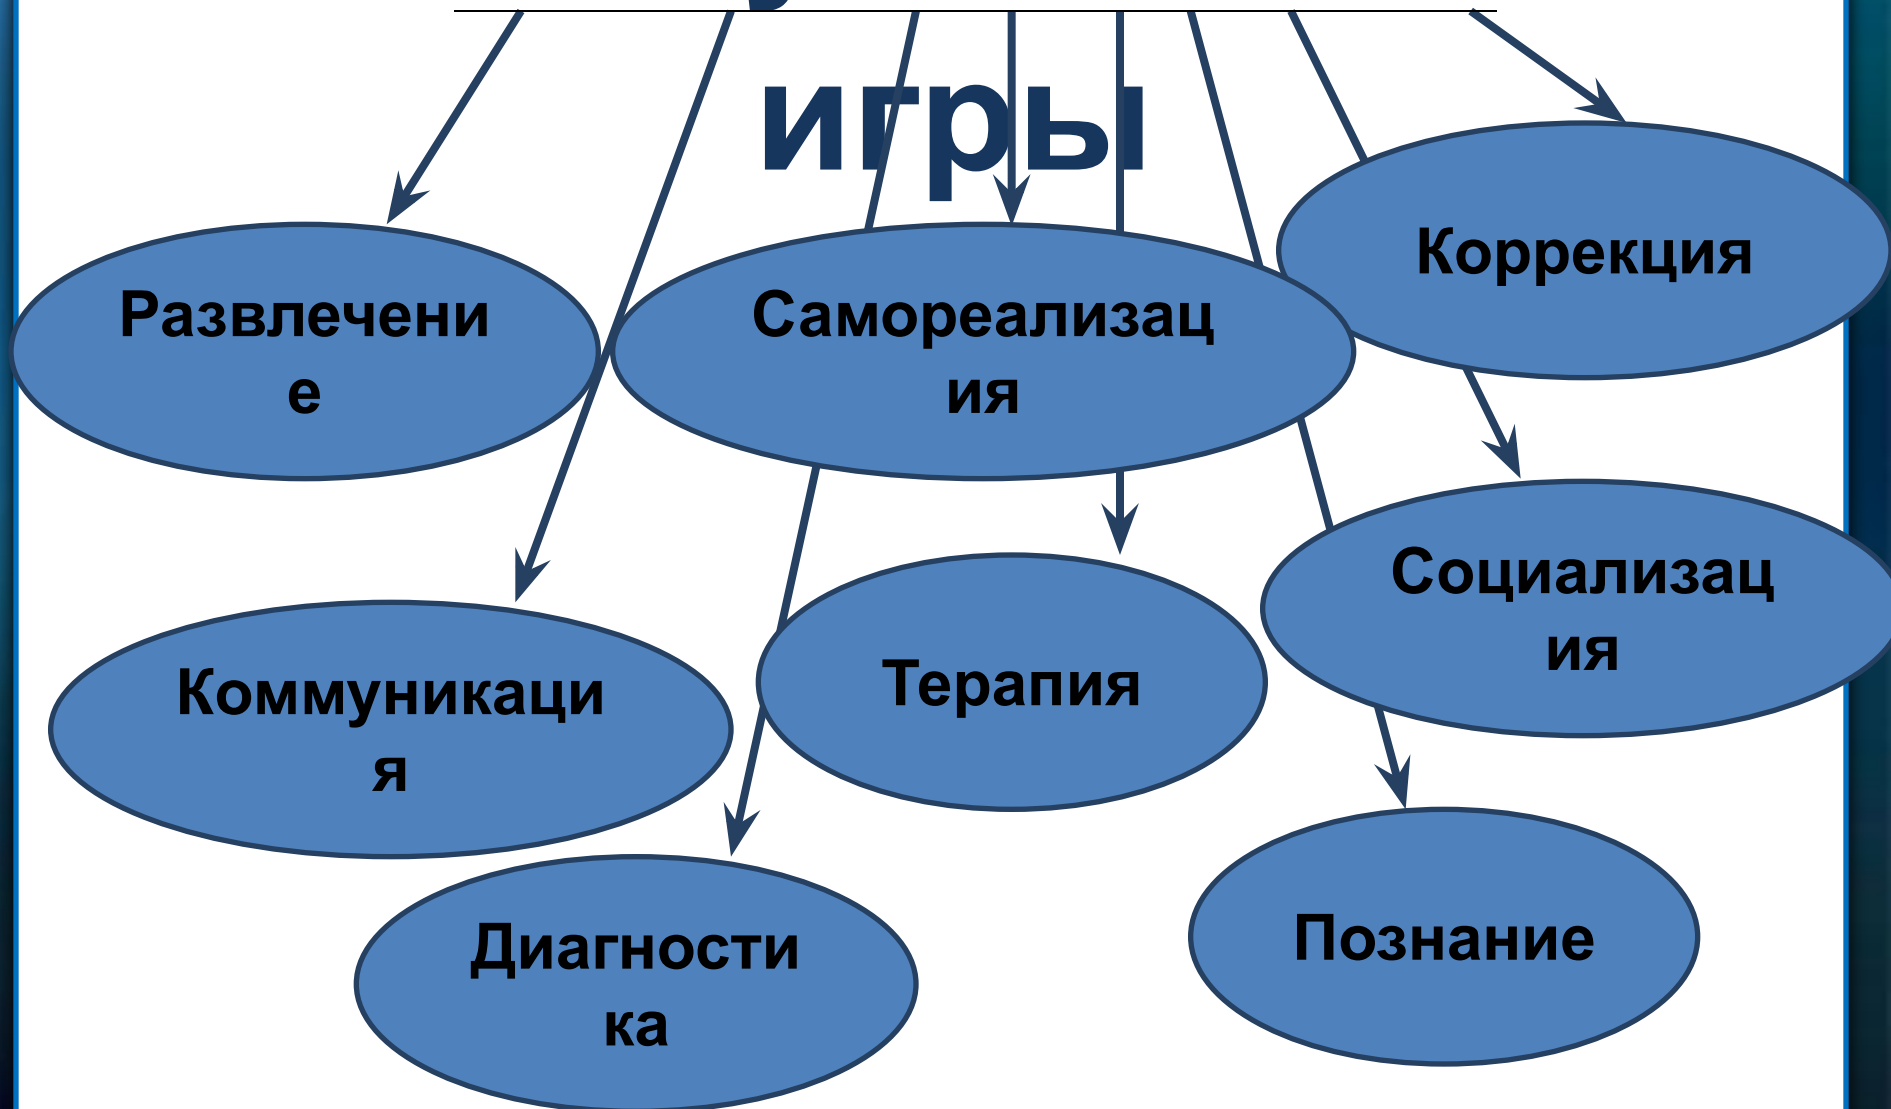 игры
Коррекция
Развлечени
е
Самореализац
ия
Социализац
ия
Коммуникаци
я
Терапия
Диагности
ка
Познание